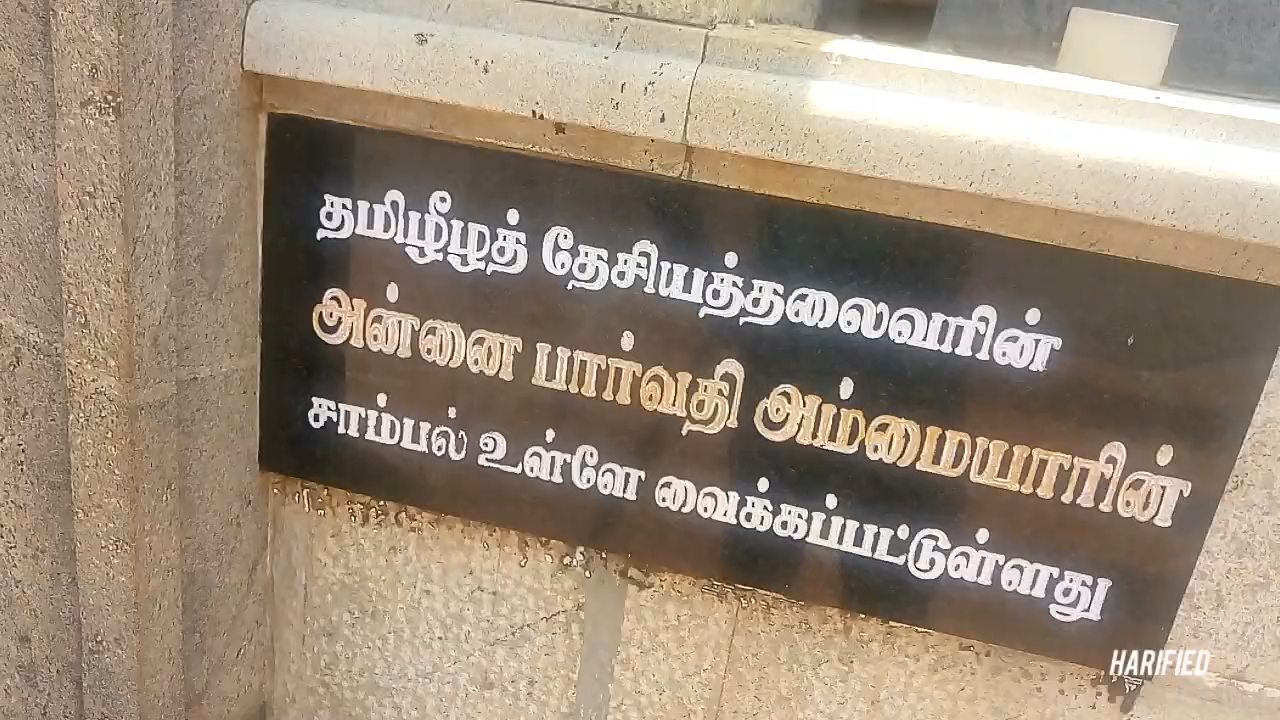 தமிழீழத் தேசியத்தலைவரின்
அன்னை பார்வதி அம்மையாரின்
சாம்பல் உள்ளே வைக்கப்பட்டுள்ளது
HARIFIED